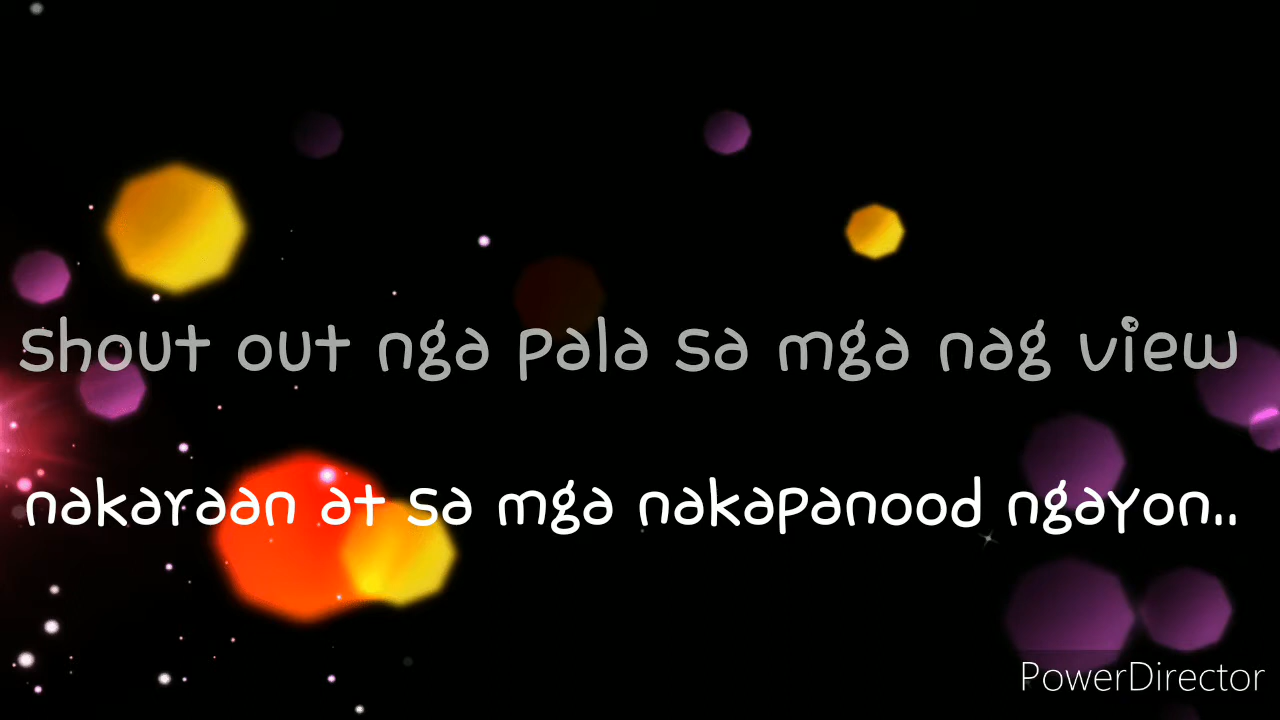 shout out nga pala sa mga nag view
nakaraan at sa mga nakapanood ngayon..
PowerDirector